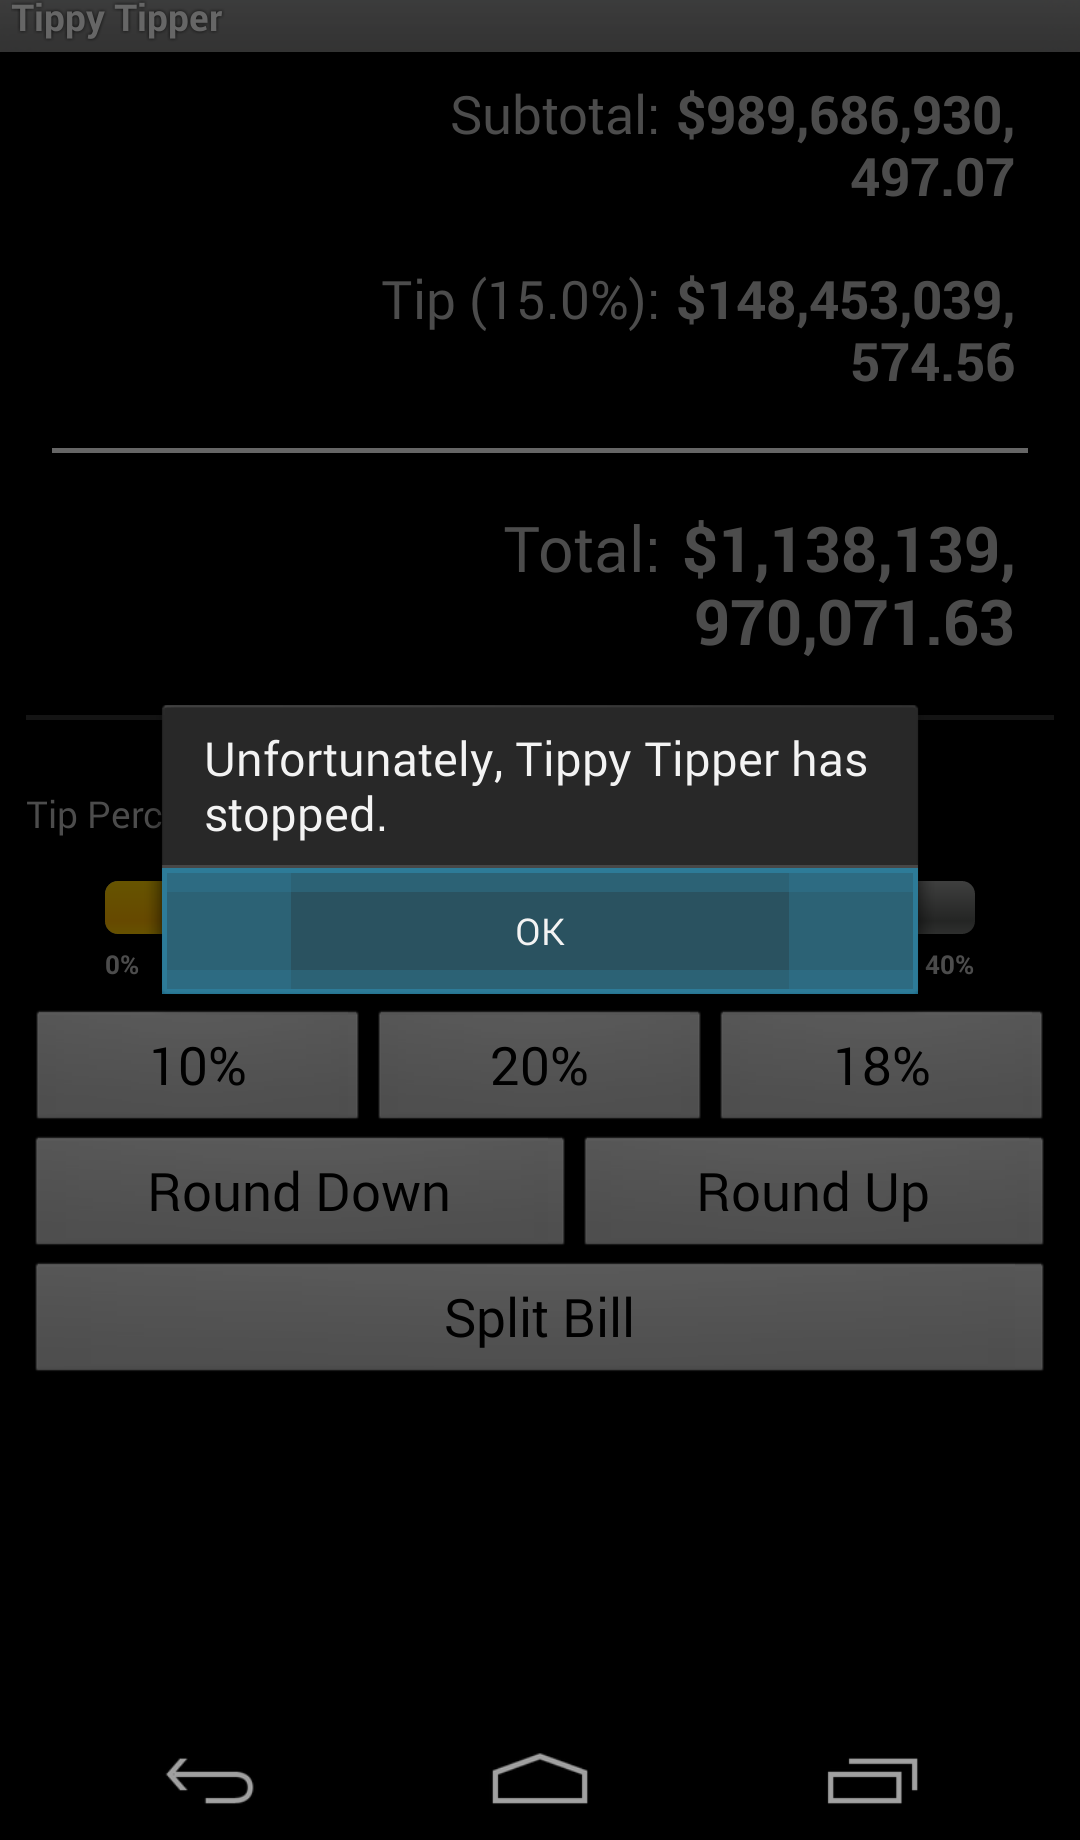 Tippy Tipper
Subtotal: $989,686,930,
497.07
Tip (15.0%): $148,453,039,
574.56
Total: $1,138,139,
970,071.63
Unfortunately, Tippy Tipper has
stopped.
Tip Perc
OK
0%
40%
10% 20% 18%
Round Down Round Up
Split Bill